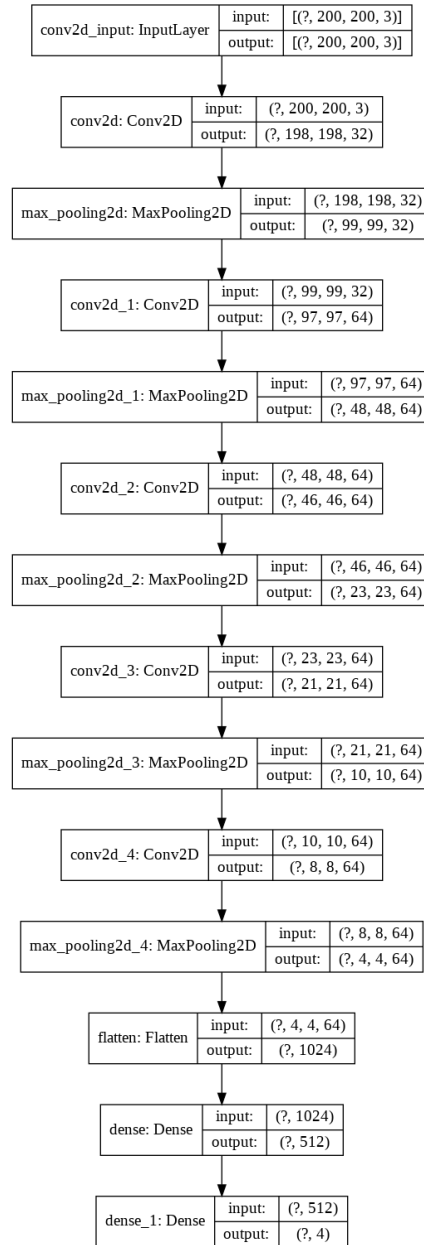 conv2d_input: InputLayer
input: [(?, 200, 200, 3)]
output: [(?, 200, 200, 3)]
conv2d: Conv2D
input: (?, 200, 200, 3)
output: (?, 198, 198, 32)
max_pooling2d: MaxPooling2D
input: (?, 198, 198, 32)
output: (?, 99, 99, 32)
conv2d_1: Conv2D
input: (?, 99, 99, 32)
output: (?, 97, 97, 64)
max_pooling2d_1: MaxPooling2D
input: (?, 97, 97, 64)
output: (?, 48, 48, 64)
conv2d_2: Conv2D
input: (?, 48, 48, 64)
output: (?, 46, 46, 64)
max_pooling2d_2: MaxPooling2D
input: (?, 46, 46, 64)
output: (?, 23, 23, 64)
conv2d_3: Conv2D
input: (?, 23, 23, 64)
output: (?, 21, 21, 64)
max_pooling2d_3: MaxPooling2D
input: (?, 21, 21, 64)
output: (?, 10, 10, 64)
conv2d_4: Conv2D
input: (?, 10, 10, 64)
output: (?, 8, 8, 64)
max_pooling2d_4: MaxPooling2D
input: (?, 8, 8, 64)
output: (?, 4, 4, 64)
flatten: Flatten
input: (?, 4, 4, 64)
output: (?, 1024)
dense: Dense
input: (?, 1024)
output: (?, 512)
dense_1: Dense
input: (?, 512)
output: (?, 4)